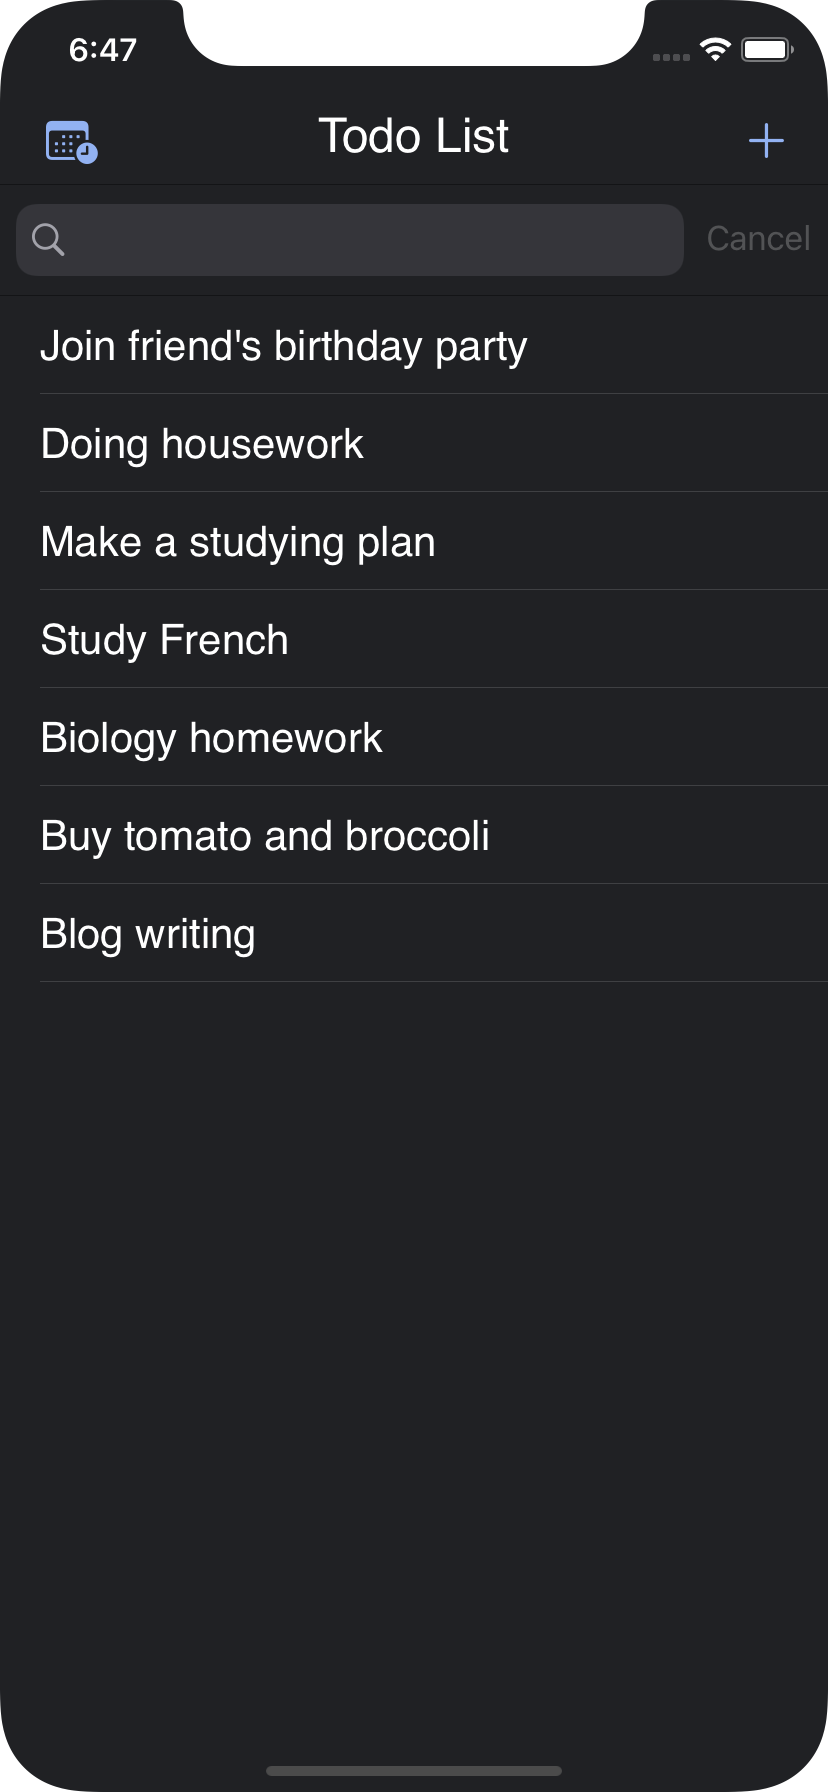 6:47
Todo List
Cancel
Join friend's birthday party
Doing housework
Make a studying plan
Study French
Biology homework
Buy tomato and broccoli
Blog writing